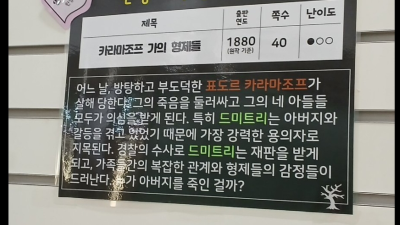 제목
출판연도
(원작 기준)
쪽수
난이도
카라마조프 가의 형제들
1880
40
어느 날, 방탕하고 부도덕한 표도르 카라마조프가
살해 당한다. 그의 죽음을 둘러싸고 그의 네 아들들
모두가 의심을 받게 된다. 특히 드미트리는 아버지와
갈등을 겪고 있었기 때문에 가장 강력한 용의자로
지목된다. 경찰의 수사로 드미트리는 재판을 받게
되고, 가족들간의 복잡한 관계와 형제들의 감정들이
드러난다. 아버지를 죽인 걸까?